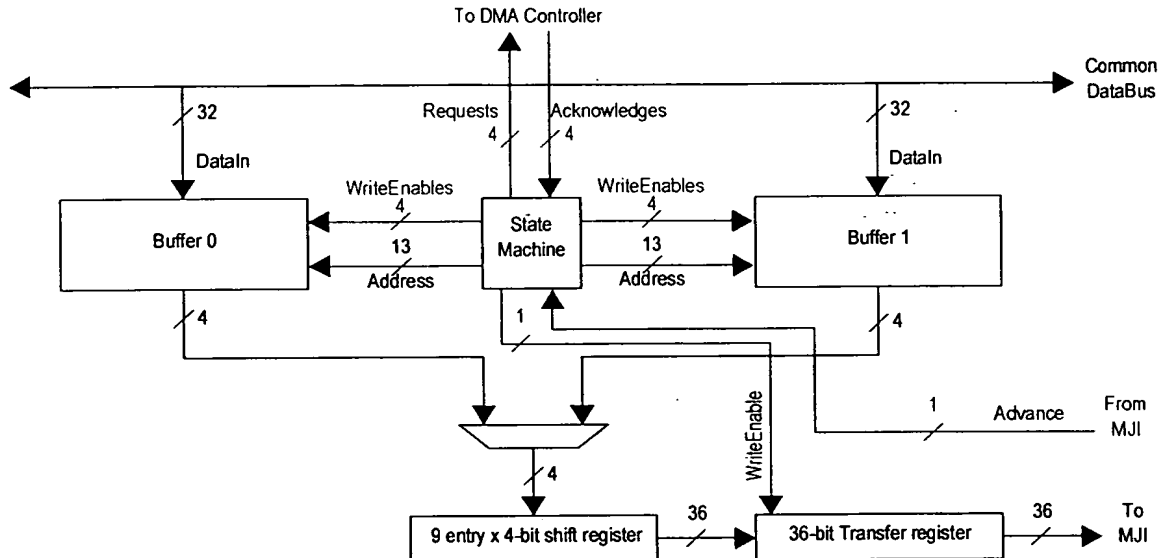 To DMA Controller
Common
DataBus
32
Requests
4
Acknowledges
4
32
DataIn
DataIn
WriteEnables
4
State
Machine
WriteEnables
4
Buffer 0
Buffer 1
13
Address
13
Address
4
1
4
1
Advance
From
MJI
WriteEnable
4
9 entry x 4-bit shift register
36
36-bit Transfer register
36
To
MJI